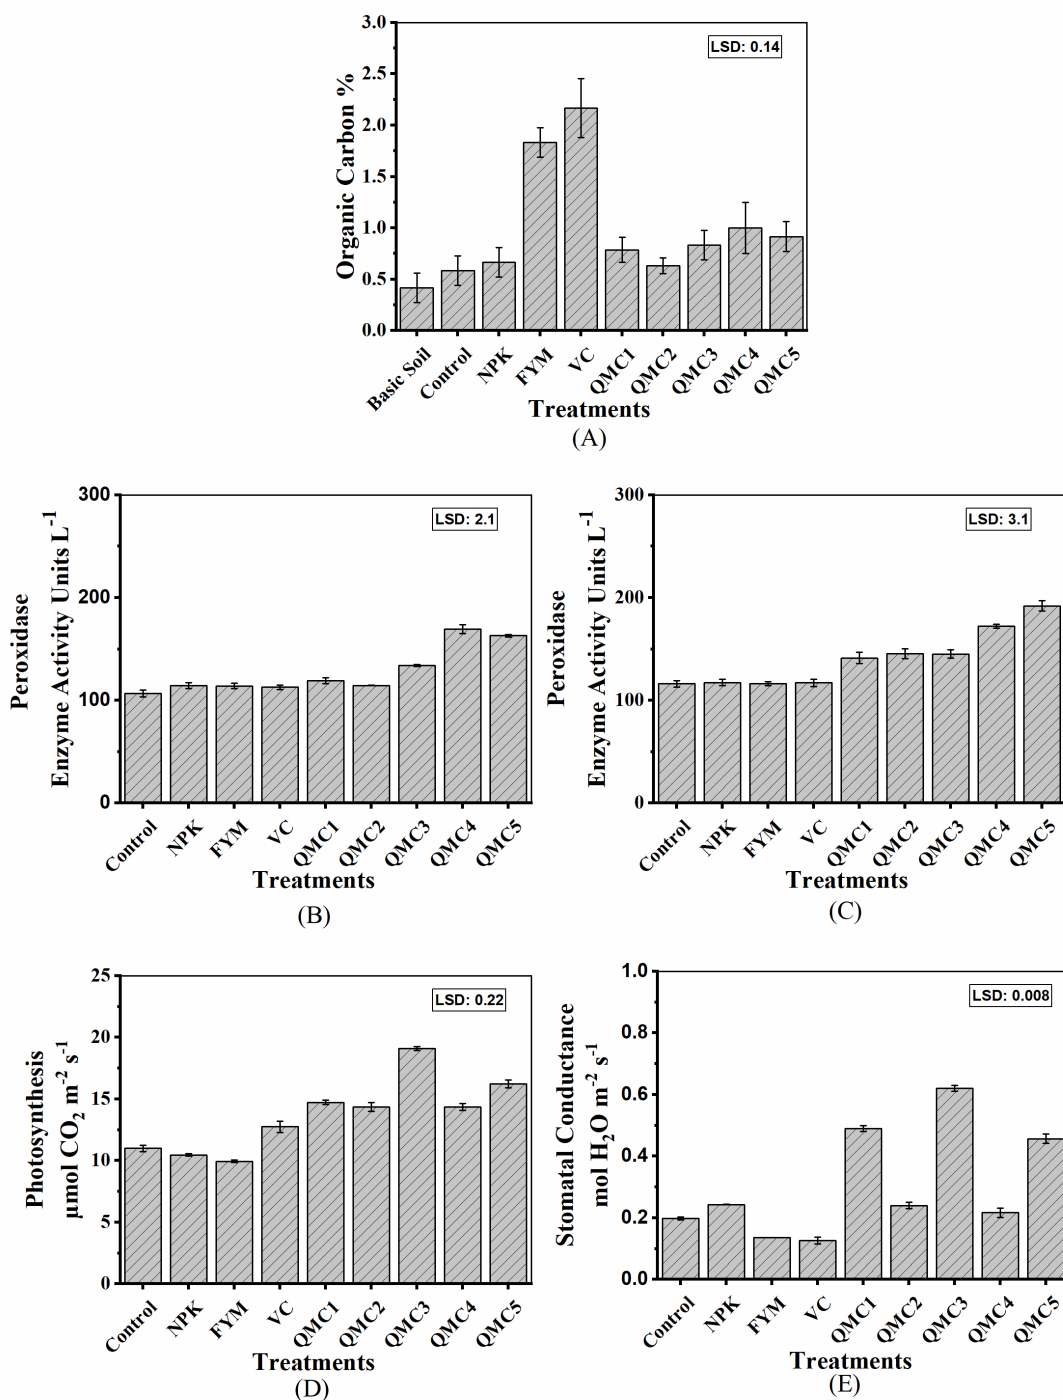 3.0
2.5
2.0
1.5
1.0
0.5
0.0
Organic Carbon %
LSD: 0.14
Basic Soil
Control
NPK
FYM
VC
QMC1
QMC2
QMC3
QMC4
QMC5
Treatments
(A)
300
200
100
0
Peroxidase
Enzyme Activity Units L⁻¹
LSD: 2.1
Control
NPK
FYM
VC
QMC1
QMC2
QMC3
QMC4
QMC5
Treatments
(B)
300
200
100
0
Peroxidase
Enzyme Activity Units L⁻¹
LSD: 3.1
Control
NPK
FYM
VC
QMC1
QMC2
QMC3
QMC4
QMC5
Treatments
(C)
25
20
15
10
5
0
Photosynthesis
µmol CO₂ m⁻² s⁻¹
LSD: 0.22
Control
NPK
FYM
VC
QMC1
QMC2
QMC3
QMC4
QMC5
Treatments
(D)
1.0
0.8
0.6
0.4
0.2
0.0
Stomatal Conductance
mol H₂O m⁻² s⁻¹
LSD: 0.008
Control
NPK
FYM
VC
QMC1
QMC2
QMC3
QMC4
QMC5
Treatments
(E)